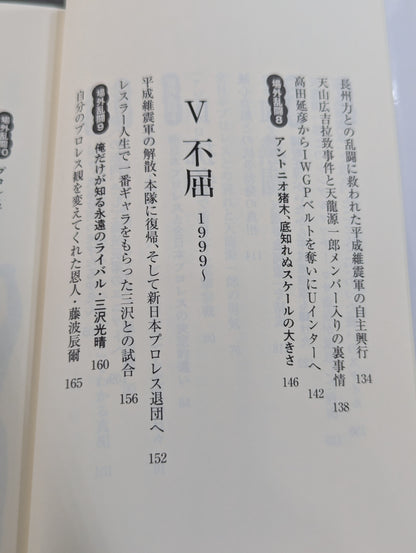 長州力との乱闘に救われた平成維震軍の自主興行 134
天山広吉拉致事件と天龍源一郎メンバー入りの裏事情 138
高田延彦からIWGPベルトを奪いにUインターへ 142
場外乱闘8 アントニオ猪木、底知れぬスケールの大きさ 146
V 不屈 1999〜
平成維震軍の解散、本隊に復帰、そして新日本プロレス退団へ 152
レスラー人生で一番ギャラをもらった三沢との試合 156
場外乱闘9 俺だけが知る永遠のライバル・三沢光晴 160
自分のプロレス観を変えてくれた恩人・藤波辰爾 165
場外乱闘